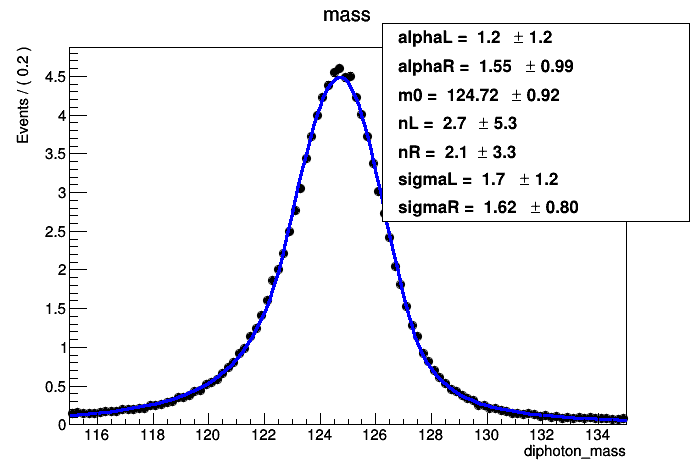 mass
alphaL = 1.2 ± 1.2
alphaR = 1.55 ± 0.99
m0 = 124.72 ± 0.92
nL = 2.7 ± 5.3
nR = 2.1 ± 3.3
sigmaL = 1.7 ± 1.2
sigmaR = 1.62 ± 0.80
Events / ( 0.2 )
4.5
4
3.5
3
2.5
2
1.5
1
0.5
0
116 118 120 122 124 126 128 130 132 134
diphoton_mass